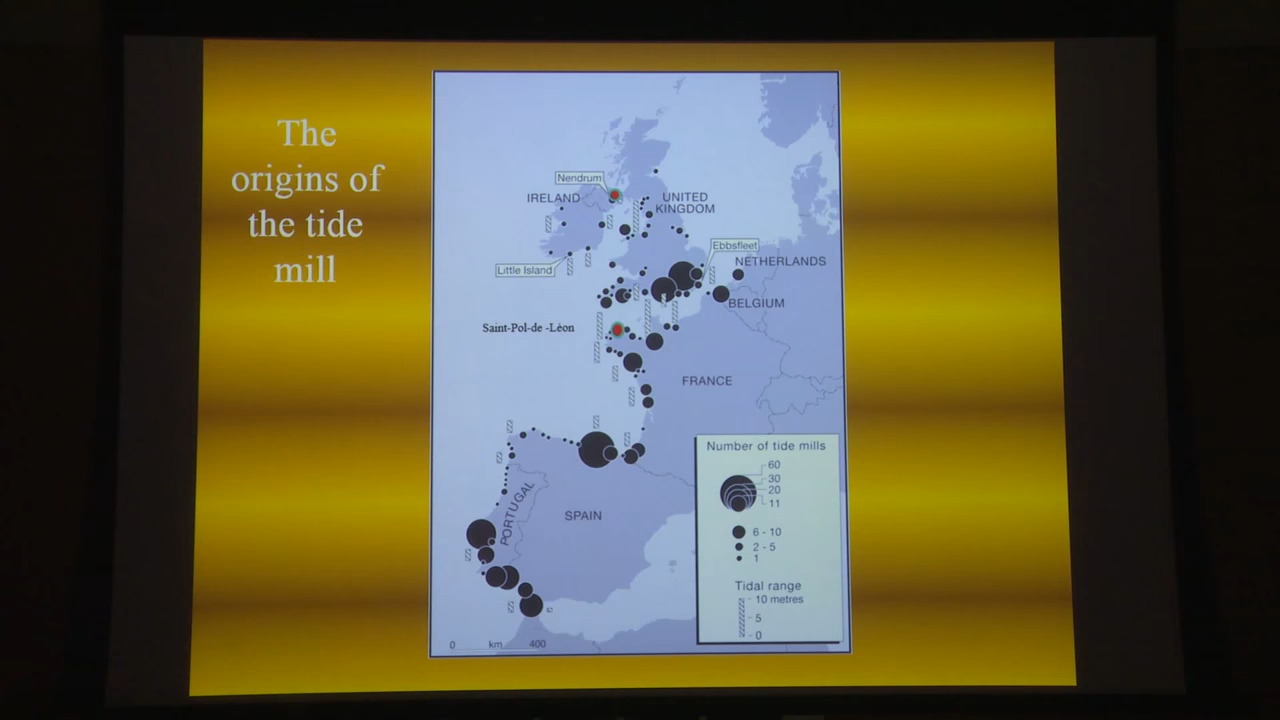 The
origins of
the tide
mill
Nendrum
IRELAND
UNITED
KINGDOM
Ebbsfleet
NETHERLANDS
Little Island
BELGIUM
Saint-Pol-de -Léon
FRANCE
PORTUGAL
SPAIN
0 km 400
Number of tide mills
60
30
20
11
6 - 10
2 - 5
1
Tidal range
10 metres
5
0